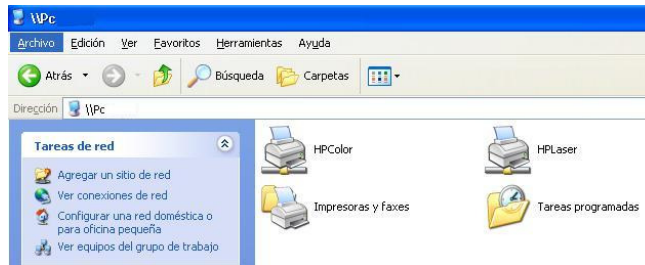 \\Pc
Archivo Edición Ver Favoritos Herramientas Ayuda
Atrás Búsqueda Carpetas
Dirección \\Pc
Tareas de red
Agregar un sitio de red
Ver conexiones de red
Configurar una red doméstica o
para oficina pequeña
Ver equipos del grupo de trabajo
HPColor HPLaser
Impresoras y faxes Tareas programadas